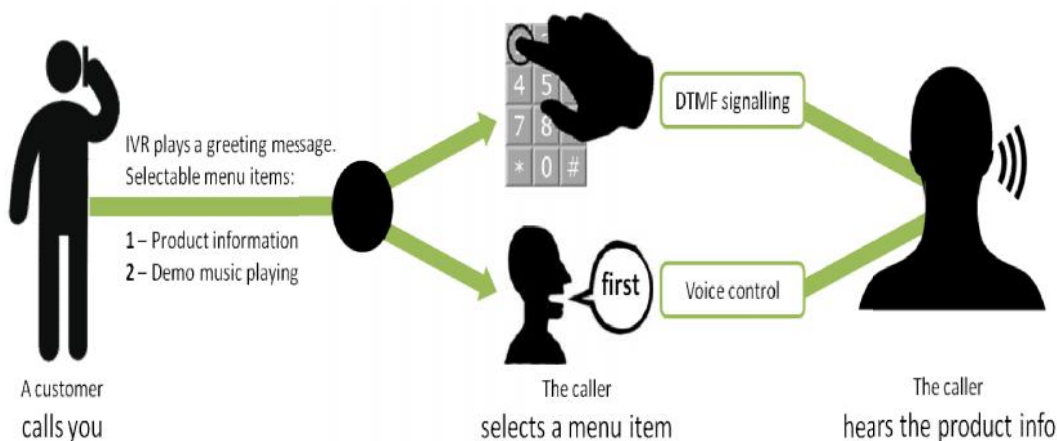 IVR plays a greeting message.
Selectable menu items:
1 – Product information
2 – Demo music playing
A customer
calls you
4 5
7 8
* 0 #
first
The caller
selects a menu item
DTMF signalling
Voice control
The caller
hears the product info